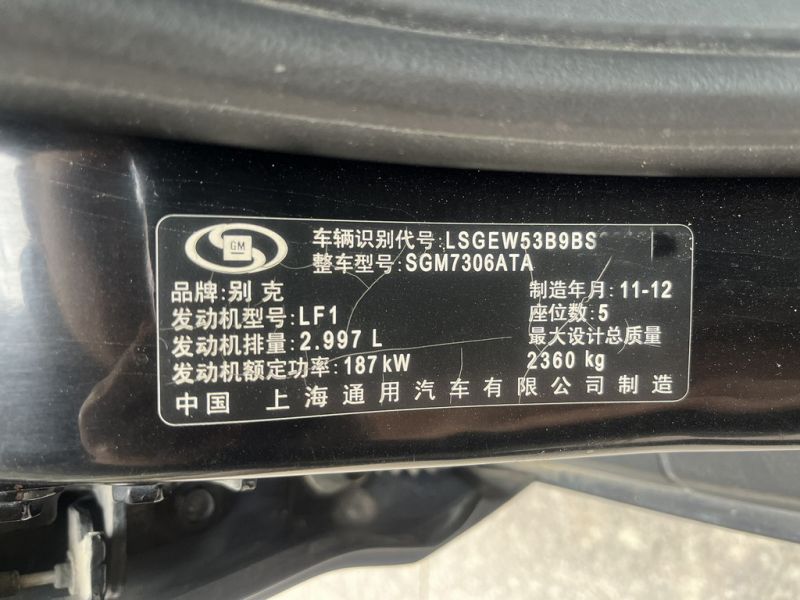 GM
车辆识别代号:LSGEW53B9BS
整车型号:SGM7306ATA
品牌:别克
制造年月:11-12
发动机型号:LF1
座位数:5
发动机排量:2.997 L
最大设计总质量
发动机额定功率:187kW
2360 kg
中国 上海通用汽车有限公司制造